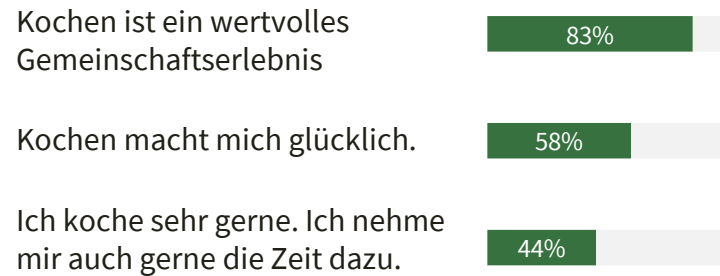 Kochen ist ein wertvolles
Gemeinschaftserlebnis
83%
Kochen macht mich glücklich.
58%
Ich koche sehr gerne. Ich nehme
mir auch gerne die Zeit dazu.
44%